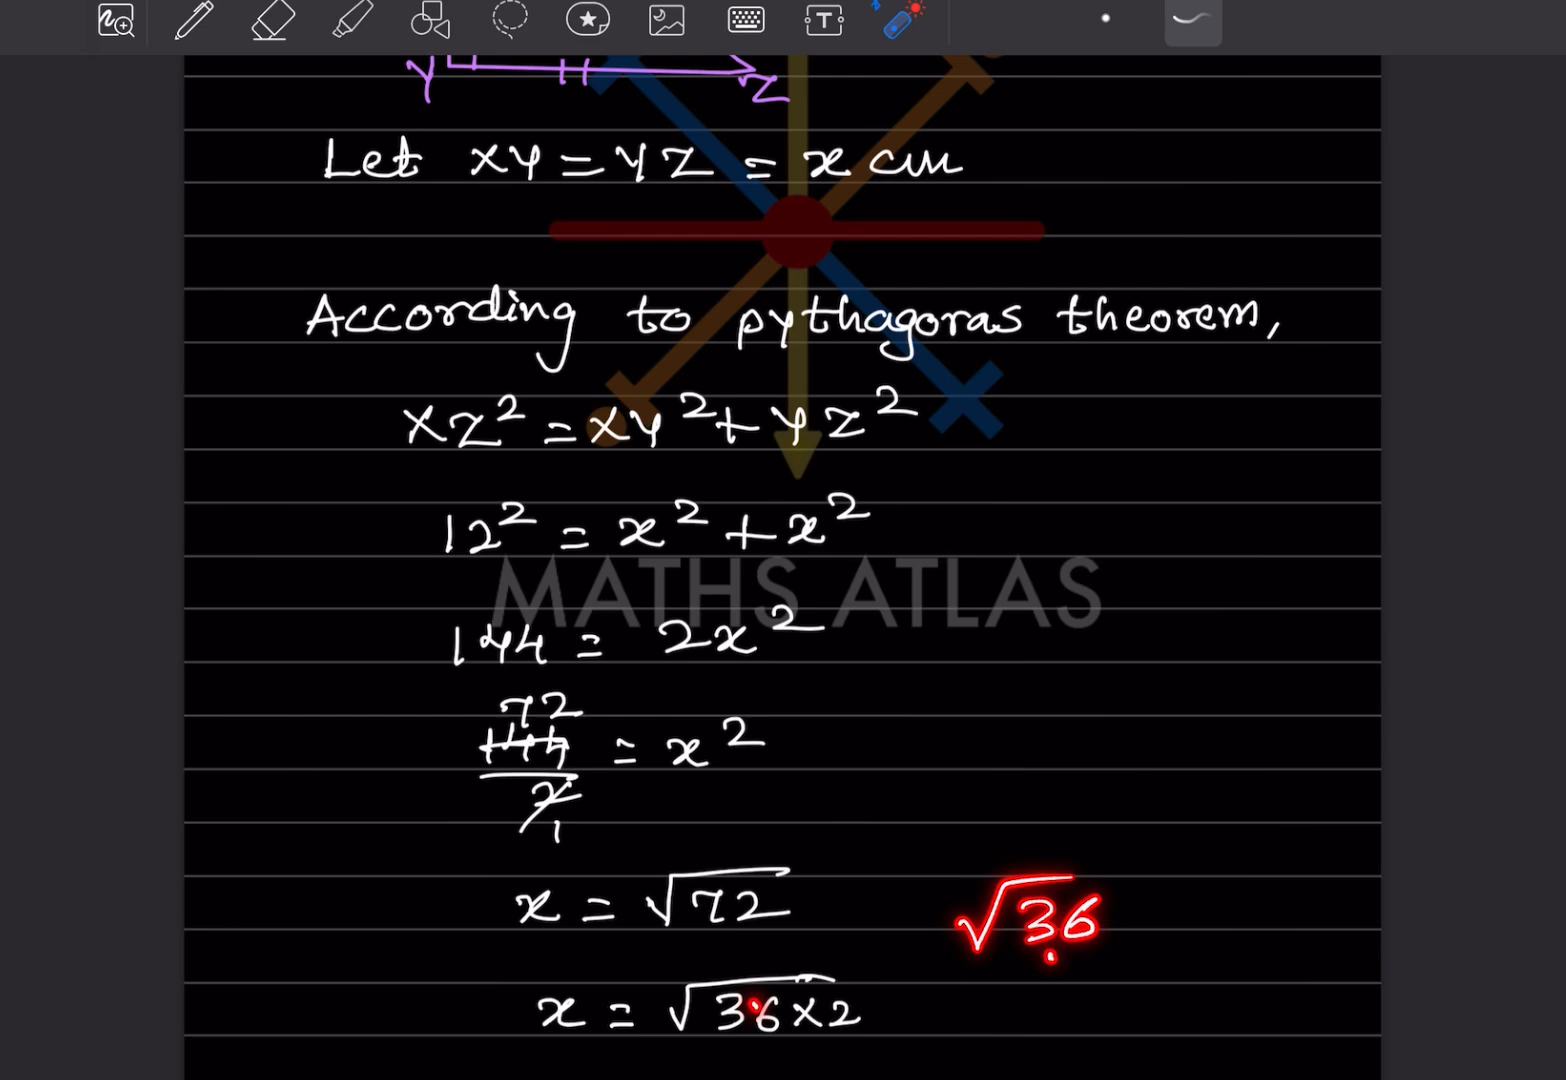 Y Z
Let XY = YZ = x cm
According to pythagoras theorem,
XZ² = XY² + YZ²
12² = x² + x²
MATHS ATLAS
144 = 2x²
72
144/2 = x²
1
x = √72 √36
x = √36×2